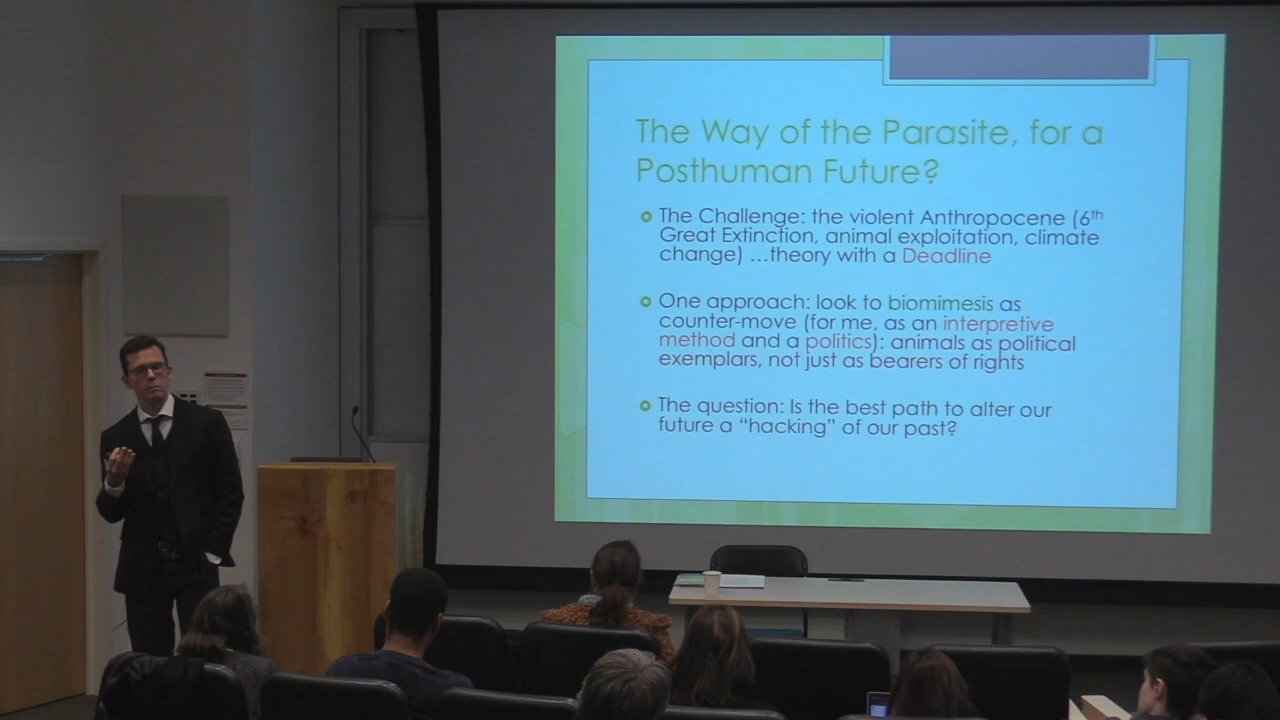 The Way of the Parasite, for a
Posthuman Future?
The Challenge: the violent Anthropocene (6th
Great Extinction, animal exploitation, climate
change) ...theory with a Deadline
One approach: look to biomimesis as
counter-move (for me, as an interpretive
method and a politics): animals as political
exemplars, not just as bearers of rights
The question: Is the best path to alter our
future a “hacking” of our past?